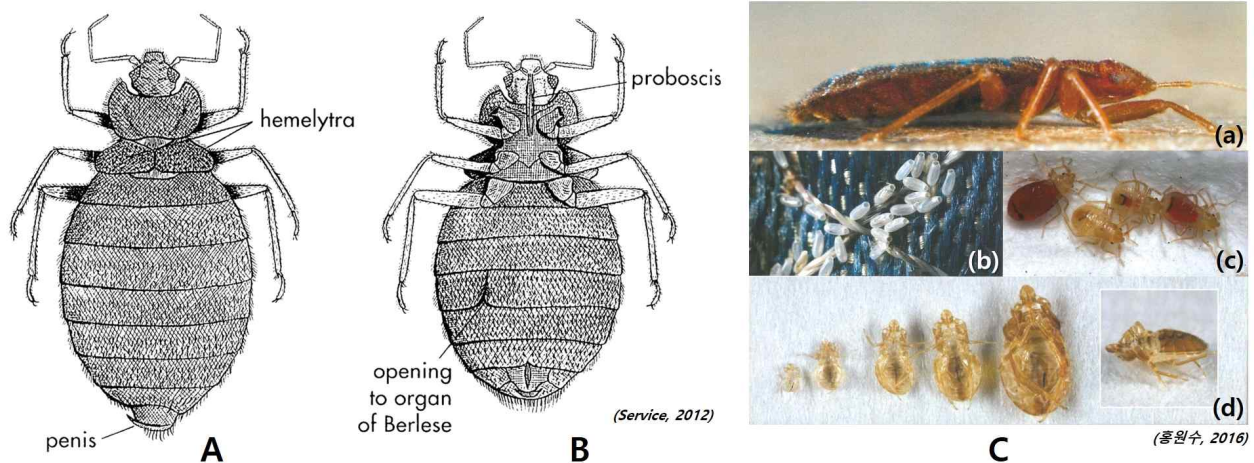 hemelytra
penis
A
proboscis
opening
to organ
of Berlese
(Service, 2012)
B
(a)
(b)
(c)
(d)
C
(홍원수, 2016)